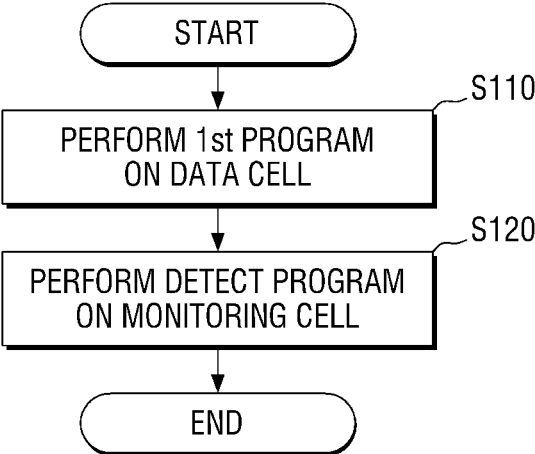 START
S110
PERFORM 1st PROGRAM
ON DATA CELL
S120
PERFORM DETECT PROGRAM
ON MONITORING CELL
END